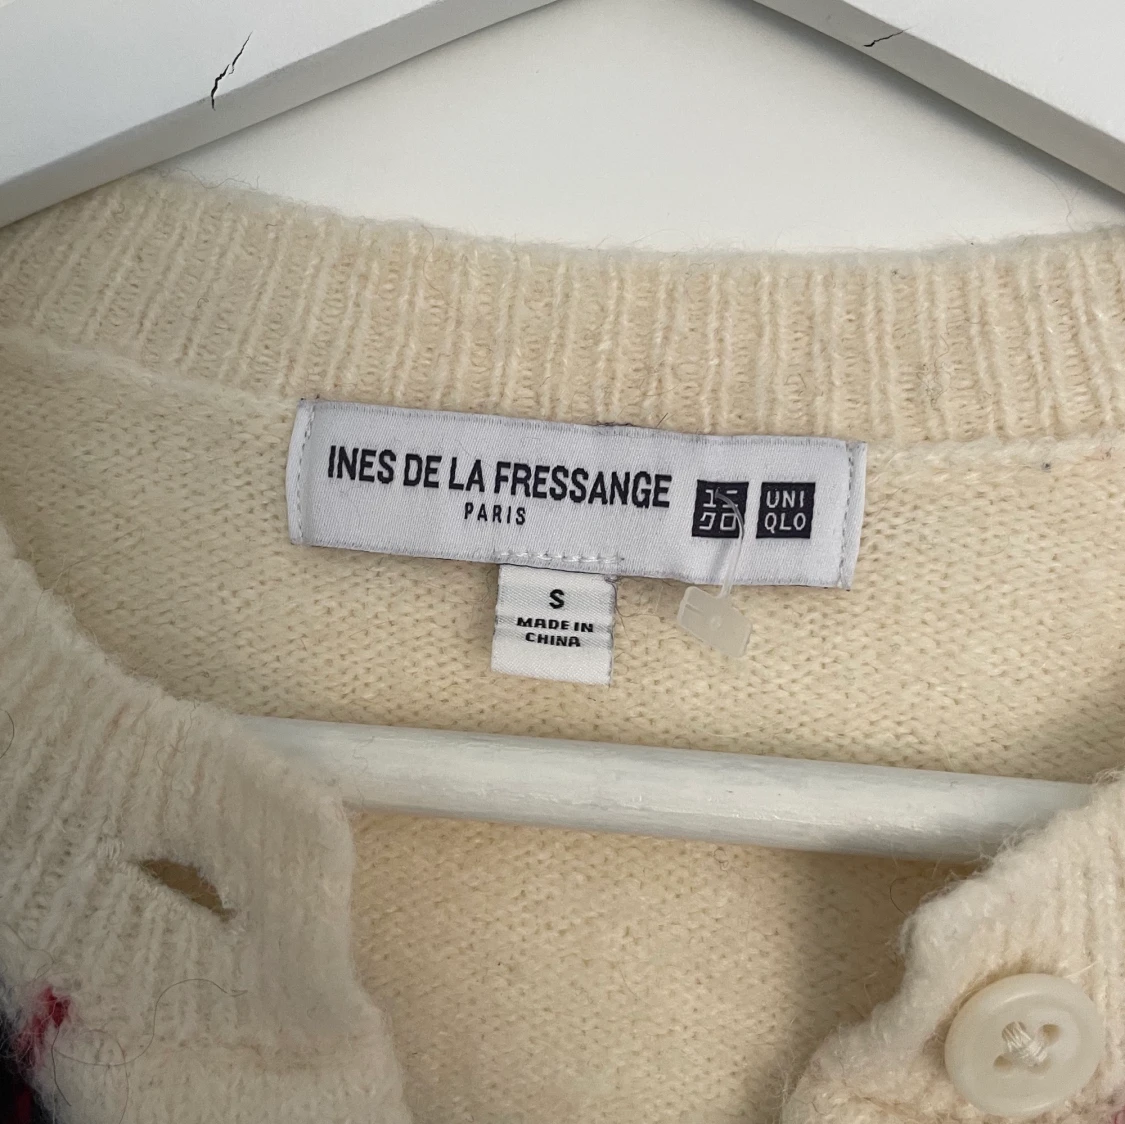 INES DE LA FRESSANGE
PARIS
ユニ
クロ
UNI
QLO
S
MADE IN
CHINA